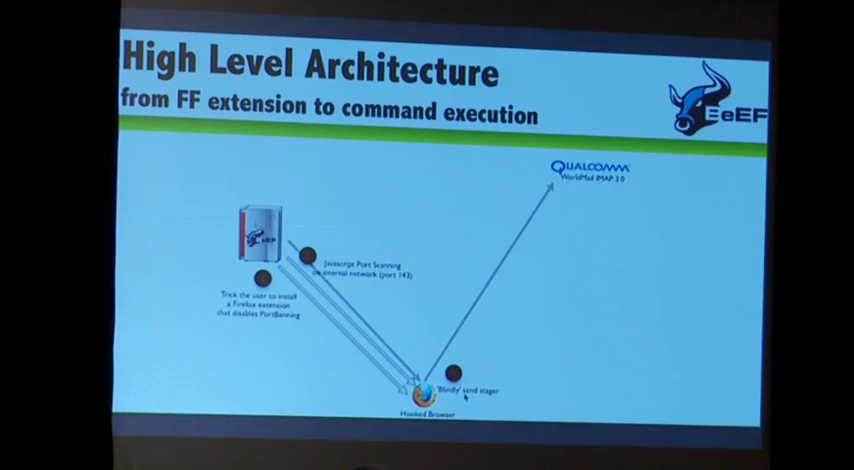 High Level Architecture
from FF extension to command execution
BeEF
QUALCOMM
WorldMail IMAP 3.0
BeEF
Javascript Port Scanning
on internal network (port 143)
Trick the user to install
a Firefox extension
that disables PortBanning
'Blindly' send stager
Hooked Browser